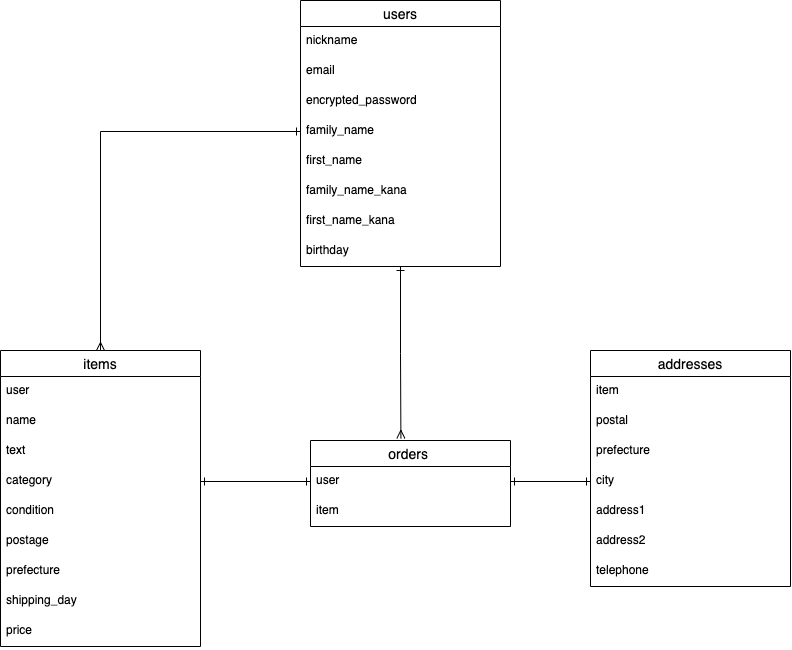 users
nickname
email
encrypted_password
family_name
first_name
family_name_kana
first_name_kana
birthday
items
user
name
text
category
condition
postage
prefecture
shipping_day
price
orders
user
item
addresses
item
postal
prefecture
city
address1
address2
telephone